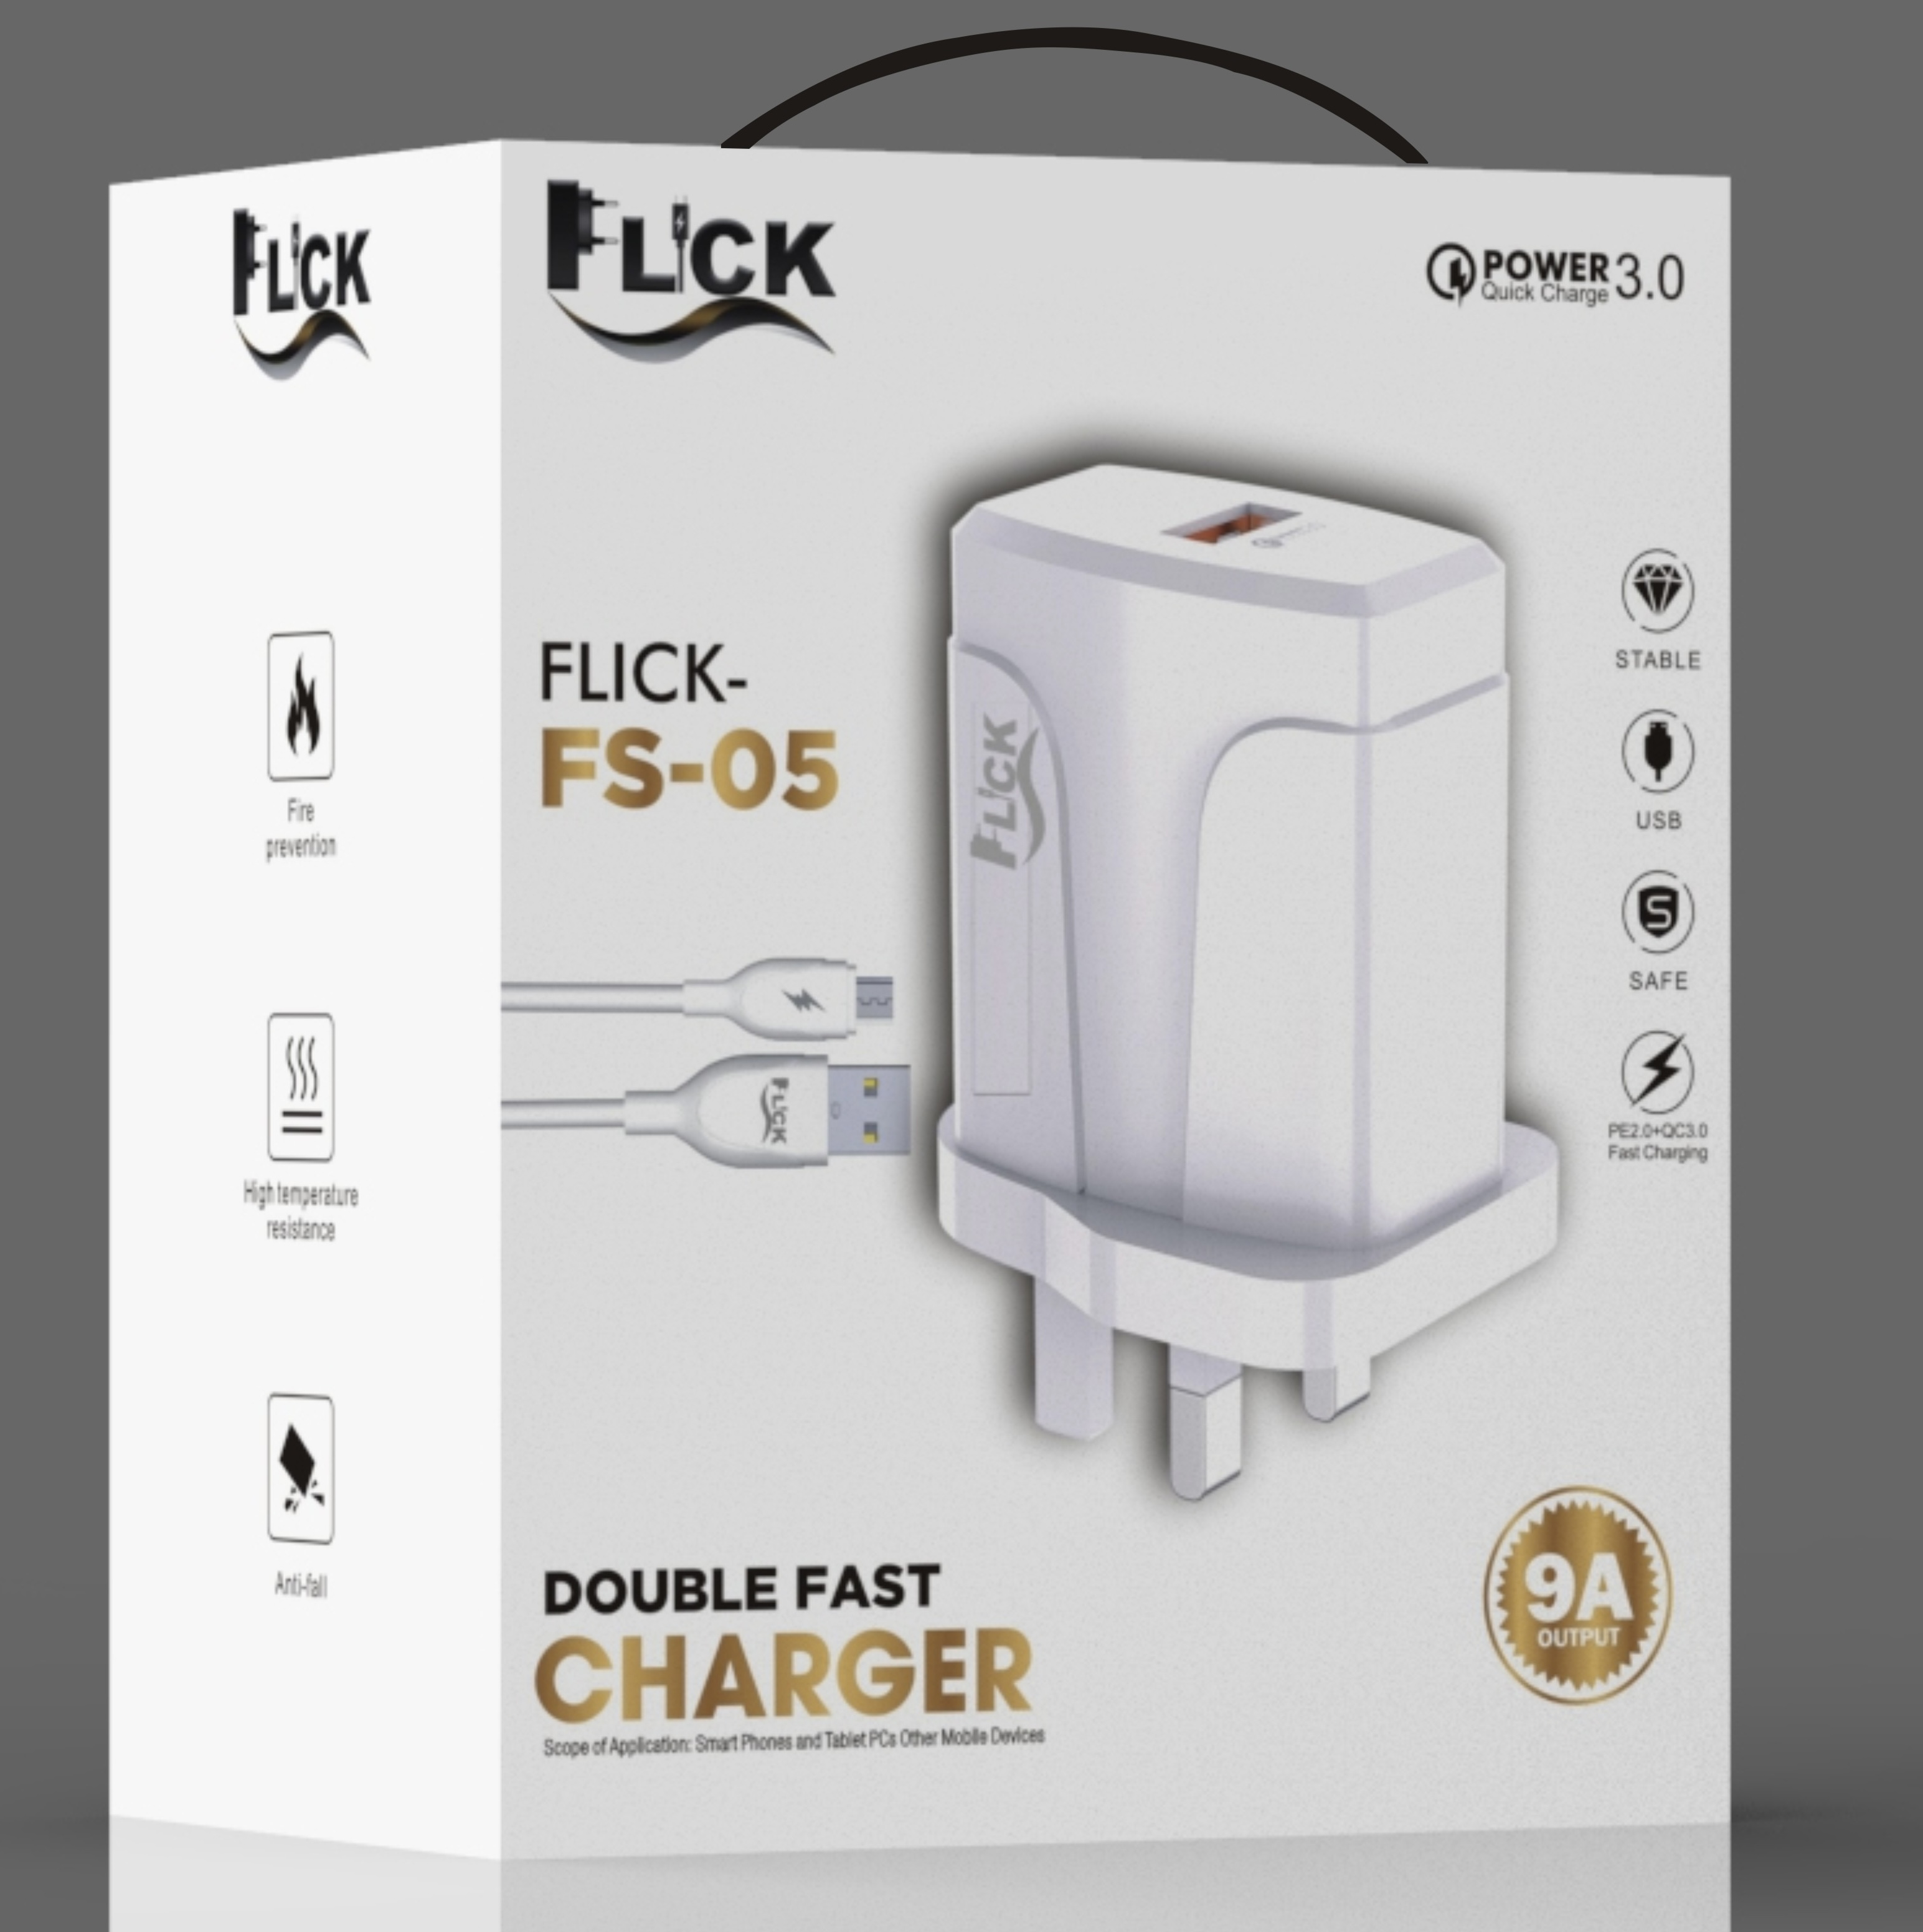 FLICK
FLICK
POWER
Quick Charge
3.0
FLICK-
FS-05
FLICK
FLICK
STABLE
USB
SAFE
PE2.0+QC3.0
Fast Charging
Fire
prevention
High temperature
resistance
Anti-fall
DOUBLE FAST
CHARGER
Scope of Application: Smart Phones and Tablet PCs Other Mobile Devices
9A
OUTPUT